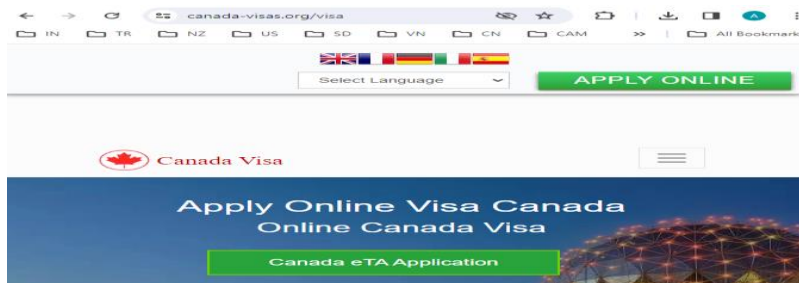 canada-visas.org/visa
IN TR NZ US SD VN CN CAM >> All Bookmark
Select Language
APPLY ONLINE
Canada Visa
Apply Online Visa Canada
Online Canada Visa
Canada eTA Application